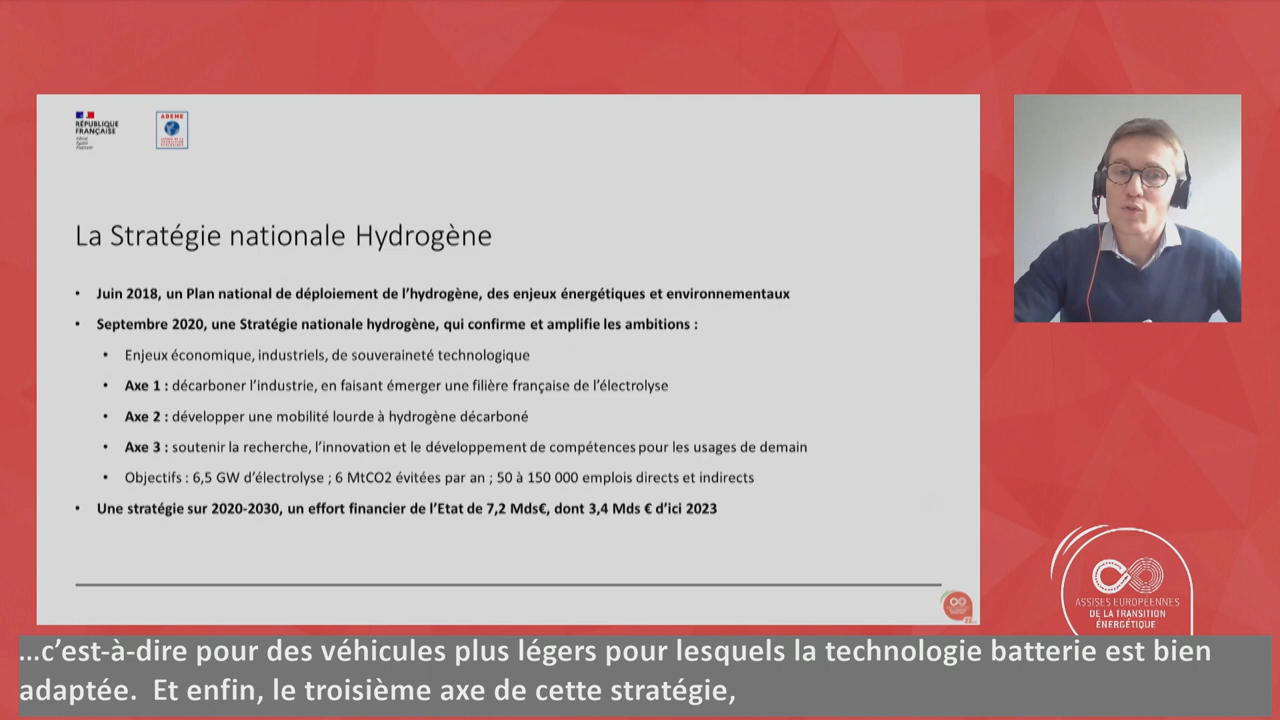 RÉPUBLIQUE
FRANÇAISE
ADEME
La Stratégie nationale Hydrogène
• Juin 2018, un Plan national de déploiement de l’hydrogène, des enjeux énergétiques et environnementaux
• Septembre 2020, une Stratégie nationale hydrogène, qui confirme et amplifie les ambitions :
• Enjeux économique, industriels, de souveraineté technologique
• Axe 1 : décarboner l’industrie, en faisant émerger une filière française de l’électrolyse
• Axe 2 : développer une mobilité lourde à hydrogène décarboné
• Axe 3 : soutenir la recherche, l’innovation et le développement de compétences pour les usages de demain
• Objectifs : 6,5 GW d’électrolyse ; 6 MtCO2 évitées par an ; 50 à 150 000 emplois directs et indirects
• Une stratégie sur 2020-2030, un effort financier de l’Etat de 7,2 Mds€, dont 3,4 Mds € d’ici 2023
ASSISES EUROPÉENNES
DE LA TRANSITION
ÉNERGÉTIQUE
...c’est-à-dire pour des véhicules plus légers pour lesquels la technologie batterie est bien
adaptée. Et enfin, le troisième axe de cette stratégie,